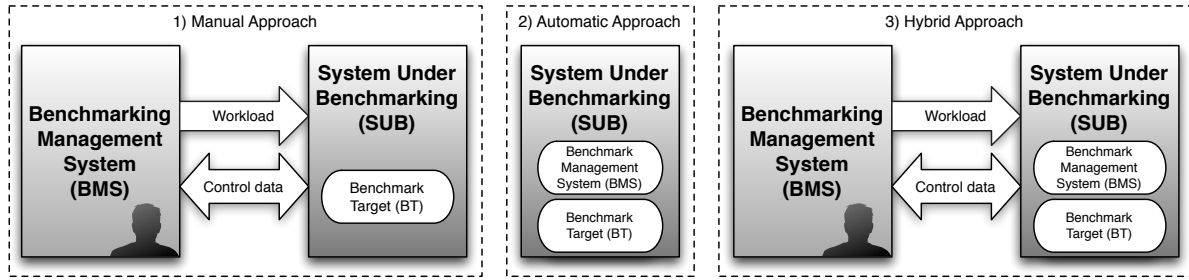 1) Manual Approach
Benchmarking
Management
System
(BMS)
Workload
Control data
System Under
Benchmarking
(SUB)
Benchmark
Target (BT)
2) Automatic Approach
System Under
Benchmarking
(SUB)
Benchmark
Management
System (BMS)
Benchmark
Target (BT)
3) Hybrid Approach
Benchmarking
Management
System
(BMS)
Workload
Control data
System Under
Benchmarking
(SUB)
Benchmark
Management
System (BMS)
Benchmark
Target (BT)